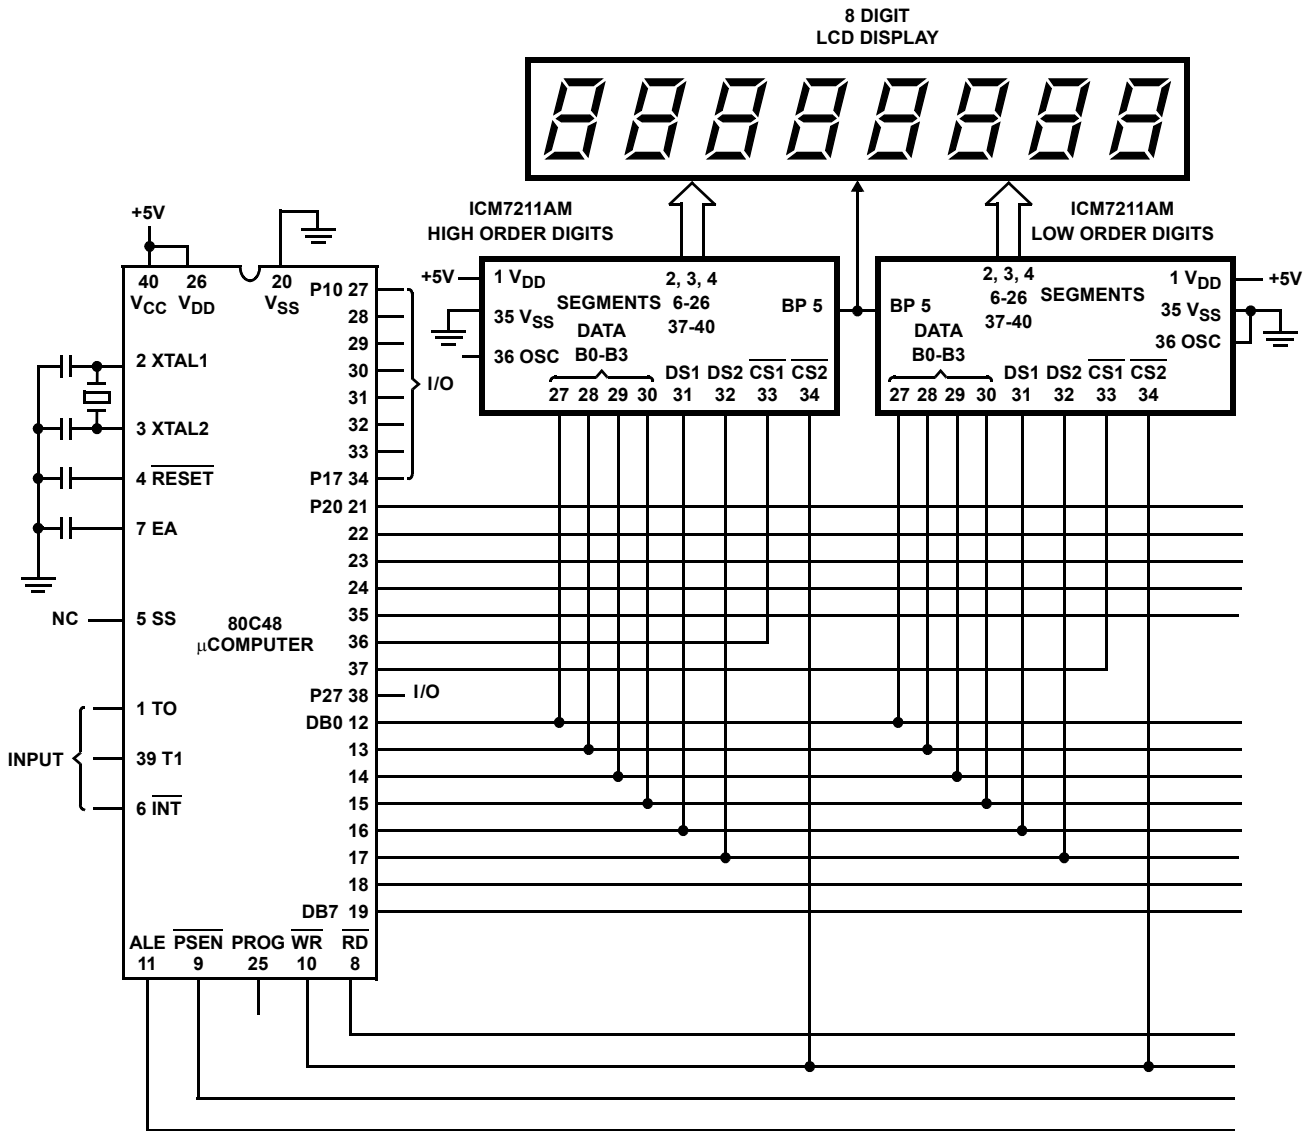 8 DIGIT
LCD DISPLAY
ICM7211AM
HIGH ORDER DIGITS
ICM7211AM
LOW ORDER DIGITS
+5V
40
VCC
26
VDD
20
VSS
2 XTAL1
3 XTAL2
4 RESET
7 EA
NC
5 SS
80C48
μCOMPUTER
INPUT
1 TO
39 T1
6 INT
P10 27
28
29
30
31
32
33
P17 34
I/O
P20 21
22
23
24
35
36
37
P27 38
I/O
DB0 12
13
14
15
16
17
18
DB7 19
ALE
11
PSEN
9
PROG
25
WR
10
RD
8
+5V
1 VDD
35 VSS
36 OSC
SEGMENTS
2, 3, 4
6-26
37-40
BP 5
DATA
B0-B3
DS1 DS2 CS1 CS2
27 28 29 30 31 32 33 34
BP 5
2, 3, 4
6-26
37-40
SEGMENTS
1 VDD
+5V
35 VSS
36 OSC
DATA
B0-B3
DS1 DS2 CS1 CS2
27 28 29 30 31 32 33 34